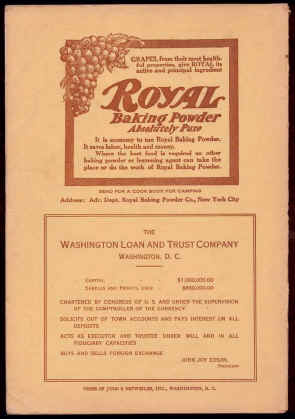 GRAPES, from their most health-
ful properties, give ROYAL its
active and principal ingredient
ROYAL
Baking Powder
Absolutely Pure
It is economy to use Royal Baking Powder.
It saves labor, health and money.
Where the best food is required no other
baking powder or leavening agent can take the
place or do the work of Royal Baking Powder.
SEND FOR A COOK BOOK FOR CAMPING
Address: Adv. Dept. Royal Baking Powder Co., New York City
THE
WASHINGTON LOAN AND TRUST COMPANY
WASHINGTON, D. C.
CAPITAL $1,000,000.00
SURPLUS AND PROFITS, OVER
CHARTERED BY CONGRESS OF U. S. AND UNDER THE SUPERVISION
OF THE COMPTROLLER OF THE CURRENCY
SOLICITS OUT OF TOWN ACCOUNTS AND PAYS INTEREST ON ALL
DEPOSITS
ACTS AS EXECUTOR AND TRUSTEE UNDER WILL AND IN ALL
FIDUCIARY CAPACITIES
BUYS AND SELLS FOREIGN EXCHANGE
JOHN JOY EDSON,
PRESIDENT
PRESS OF JUDD & DETWEILER, INC., WASHINGTON, D. C.